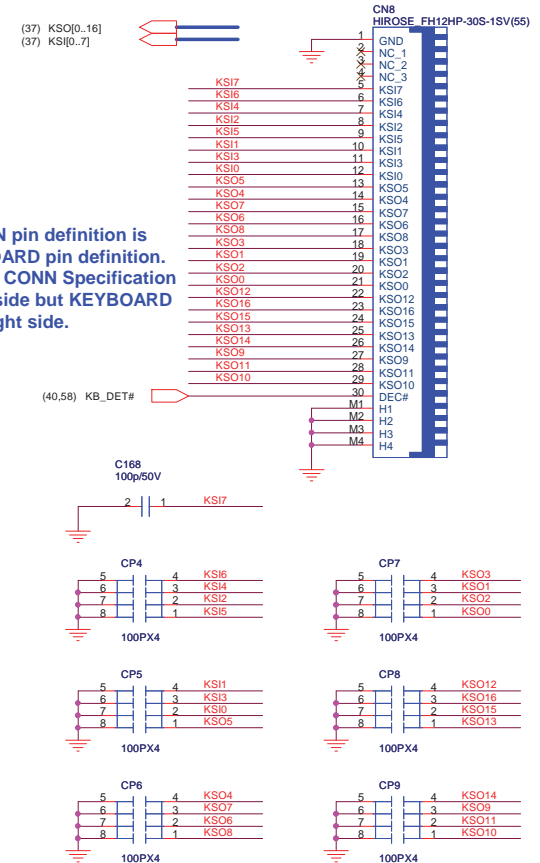 CN8
HIROSE_FH12HP-30S-1SV(55)
(37) KSO[0..16]
(37) KSI[0..7]
1 GND
2 NC_1
3 NC_2
4 NC_3
KSI7 5 KSI7
KSI6 6 KSI6
KSI4 7 KSI4
KSI2 8 KSI2
KSI5 9 KSI5
KSI1 10 KSI1
KSI3 11 KSI3
KSI0 12 KSI0
KSO5 13 KSO5
KSO4 14 KSO4
KSO7 15 KSO7
KSO6 16 KSO6
KSO8 17 KSO8
KSO3 18 KSO3
KSO1 19 KSO1
KSO2 20 KSO2
KSO0 21 KSO0
KSO12 22 KSO12
KSO16 23 KSO16
KSO15 24 KSO15
KSO13 25 KSO13
KSO14 26 KSO14
KSO9 27 KSO9
KSO11 28 KSO11
KSO10 29 KSO10
(40,58) KB_DET# 30 DEC#
M1 H1
M2 H2
M3 H3
M4 H4
N pin definition is
ARD pin definition.
CONN Specification
side but KEYBOARD
ght side.
C168
100p/50V
2 1 KSI7
CP4
5 4 KSI6
6 3 KSI4
7 2 KSI2
8 1 KSI5
100PX4
CP7
5 4 KSO3
6 3 KSO1
7 2 KSO2
8 1 KSO0
100PX4
CP5
5 4 KSI1
6 3 KSI3
7 2 KSI0
8 1 KSO5
100PX4
CP8
5 4 KSO12
6 3 KSO16
7 2 KSO15
8 1 KSO13
100PX4
CP6
5 4 KSO4
6 3 KSO7
7 2 KSO6
8 1 KSO8
100PX4
CP9
5 4 KSO14
6 3 KSO9
7 2 KSO11
8 1 KSO10
100PX4